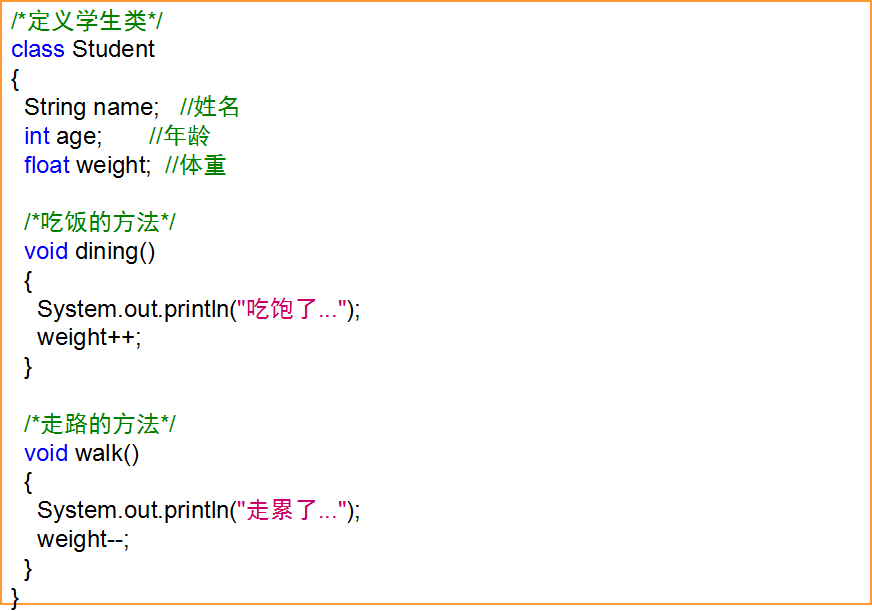 /*定义学生类*/
class Student
{
String name; //姓名
int age; //年龄
float weight; //体重
/*吃饭的方法*/
void dining()
{
System.out.println("吃饱了...");
weight++;
}
/*走路的方法*/
void walk()
{
System.out.println("走累了...");
weight--;
}
}